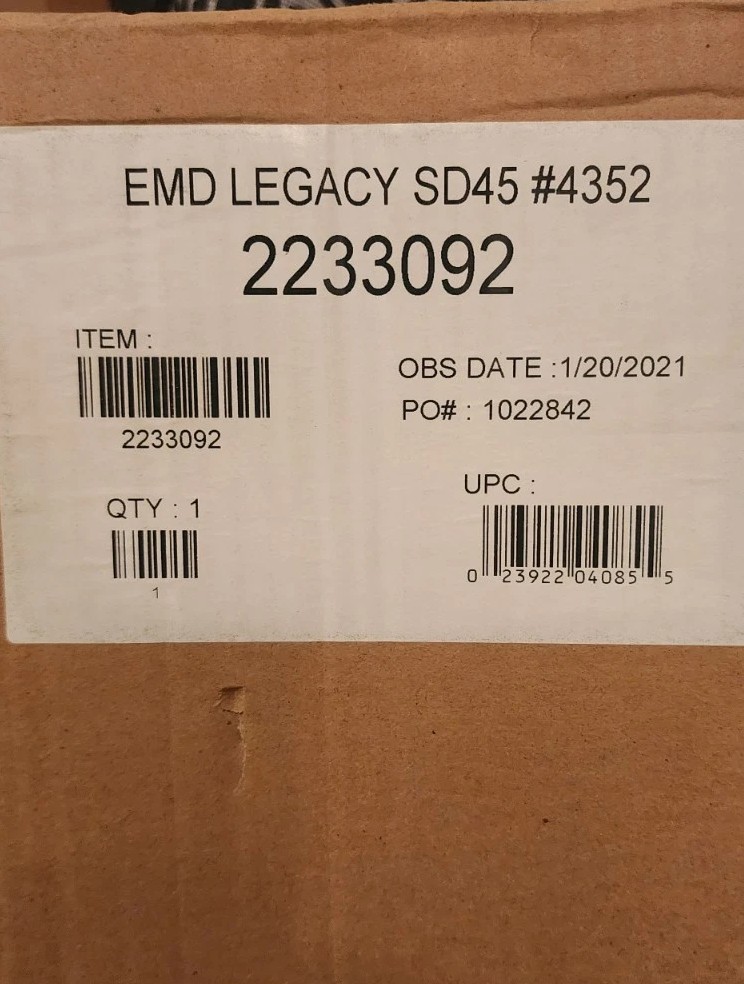 EMD LEGACY SD45 #4352
2233092
ITEM :
2233092
OBS DATE :1/20/2021
PO# : 1022842
QTY : 1
1
UPC :
0 23922 04085 5